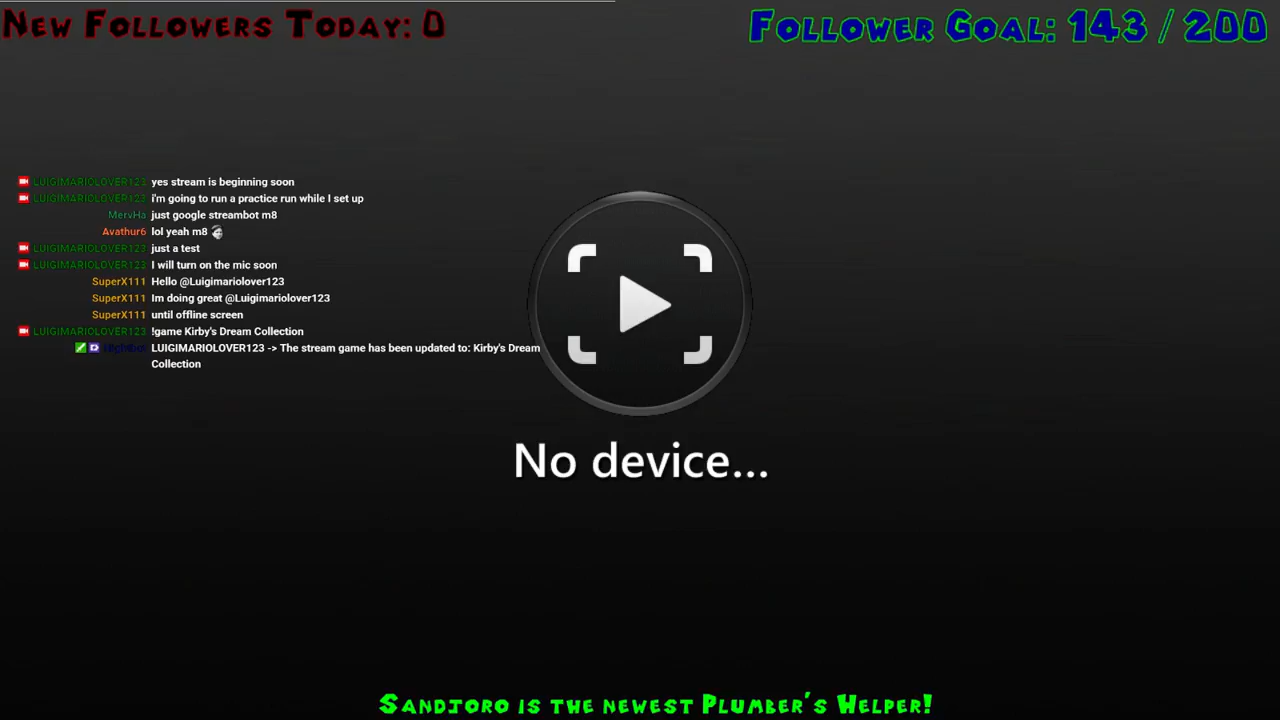 New Followers Today: 0
Follower Goal: 143 / 200
LUIGIMARIOLOVER123 yes stream is beginning soon
LUIGIMARIOLOVER123 i'm going to run a practice run while I set up
MervHa just google streambot m8
Avathur6 lol yeah m8
LUIGIMARIOLOVER123 just a test
LUIGIMARIOLOVER123 I will turn on the mic soon
SuperX111 Hello @Luigimariolover123
SuperX111 Im doing great @Luigimariolover123
SuperX111 until offline screen
LUIGIMARIOLOVER123 !game Kirby's Dream Collection
Nightbot LUIGIMARIOLOVER123 -> The stream game has been updated to: Kirby's Dream
Collection
No device...
Sandjoro is the newest Plumber's Helper!